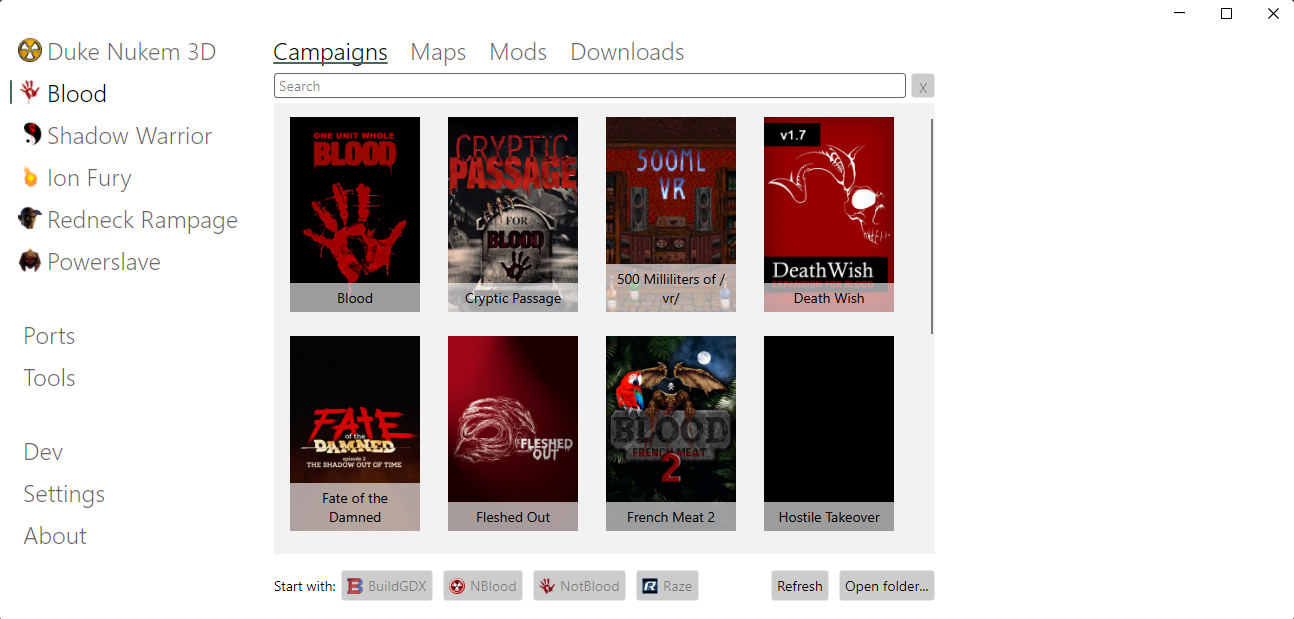 Duke Nukem 3D
Blood
Shadow Warrior
Ion Fury
Redneck Rampage
Powerslave
Ports
Tools
Dev
Settings
About
Campaigns Maps Mods Downloads
Search X
ONE UNIT WHOLE
BLOOD
Blood
CRYPTIC
PASSAGE
FOR
BLOOD
Cryptic Passage
500ML
VR
500 Milliliters of /
vr/
v1.7
DeathWish
EXPANSION FOR BLOOD
Death Wish
FATE
of the
DAMNED
episode 2
THE SHADOW OUT OF TIME
Fate of the
Damned
FLESHED
OUT
Fleshed Out
BLOOD
FRENCH MEAT
2
French Meat 2
Hostile Takeover
Start with: BuildGDX NBlood NotBlood Raze Refresh Open folder...